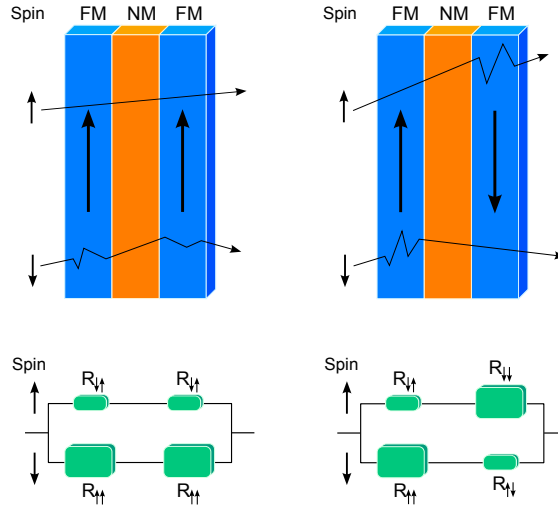 Spin FM NM FM
Spin FM NM FM
Spin
R↓↑ R↓↑
R↑↑ R↑↑
Spin
R↓↑ R↓↓
R↑↑ R↑↓